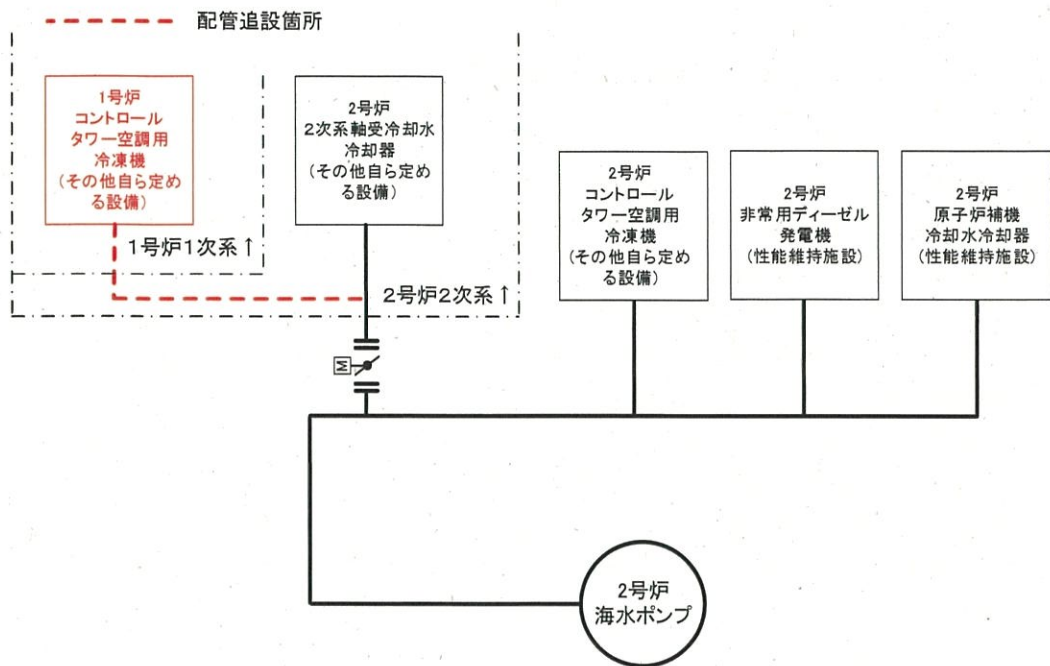 配管追設箇所
1号炉
コントロール
タワー空調用
冷凍機
(その他自ら定め
る設備)
2号炉
2次系軸受冷却水
冷却器
(その他自ら定め
る設備)
2号炉
コントロール
タワー空調用
冷凍機
(その他自ら定め
る設備)
2号炉
非常用ディーゼル
発電機
(性能維持施設)
2号炉
原子炉補機
冷却水冷却器
(性能維持施設)
1号炉1次系↑
2号炉2次系↑
M
2号炉
海水ポンプ